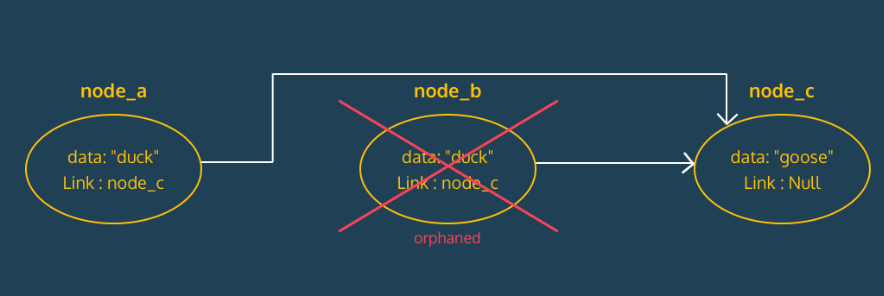 node_a
node_b
node_c
data: "duck"
Link : node_c
data: "duck"
Link : node_c
data: "goose"
Link : Null
orphaned